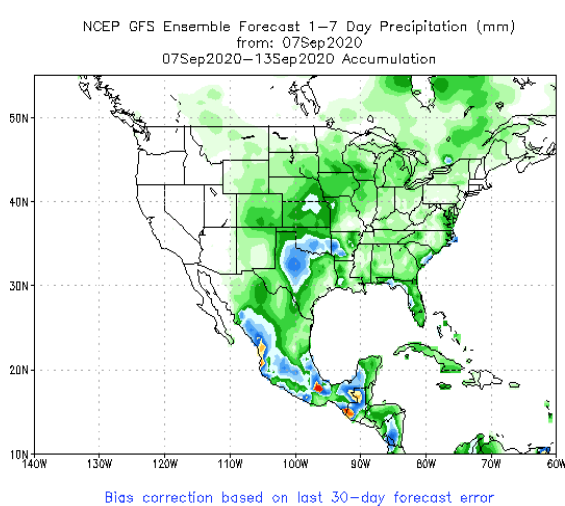 NCEP GFS Ensemble Forecast 1-7 Day Precipitation (mm)
from: 07Sep2020
07Sep2020-13Sep2020 Accumulation
50N
40N
30N
20N
10N
140W 130W 120W 110W 100W 90W 80W 70W 60W
Bias correction based on last 30-day forecast error